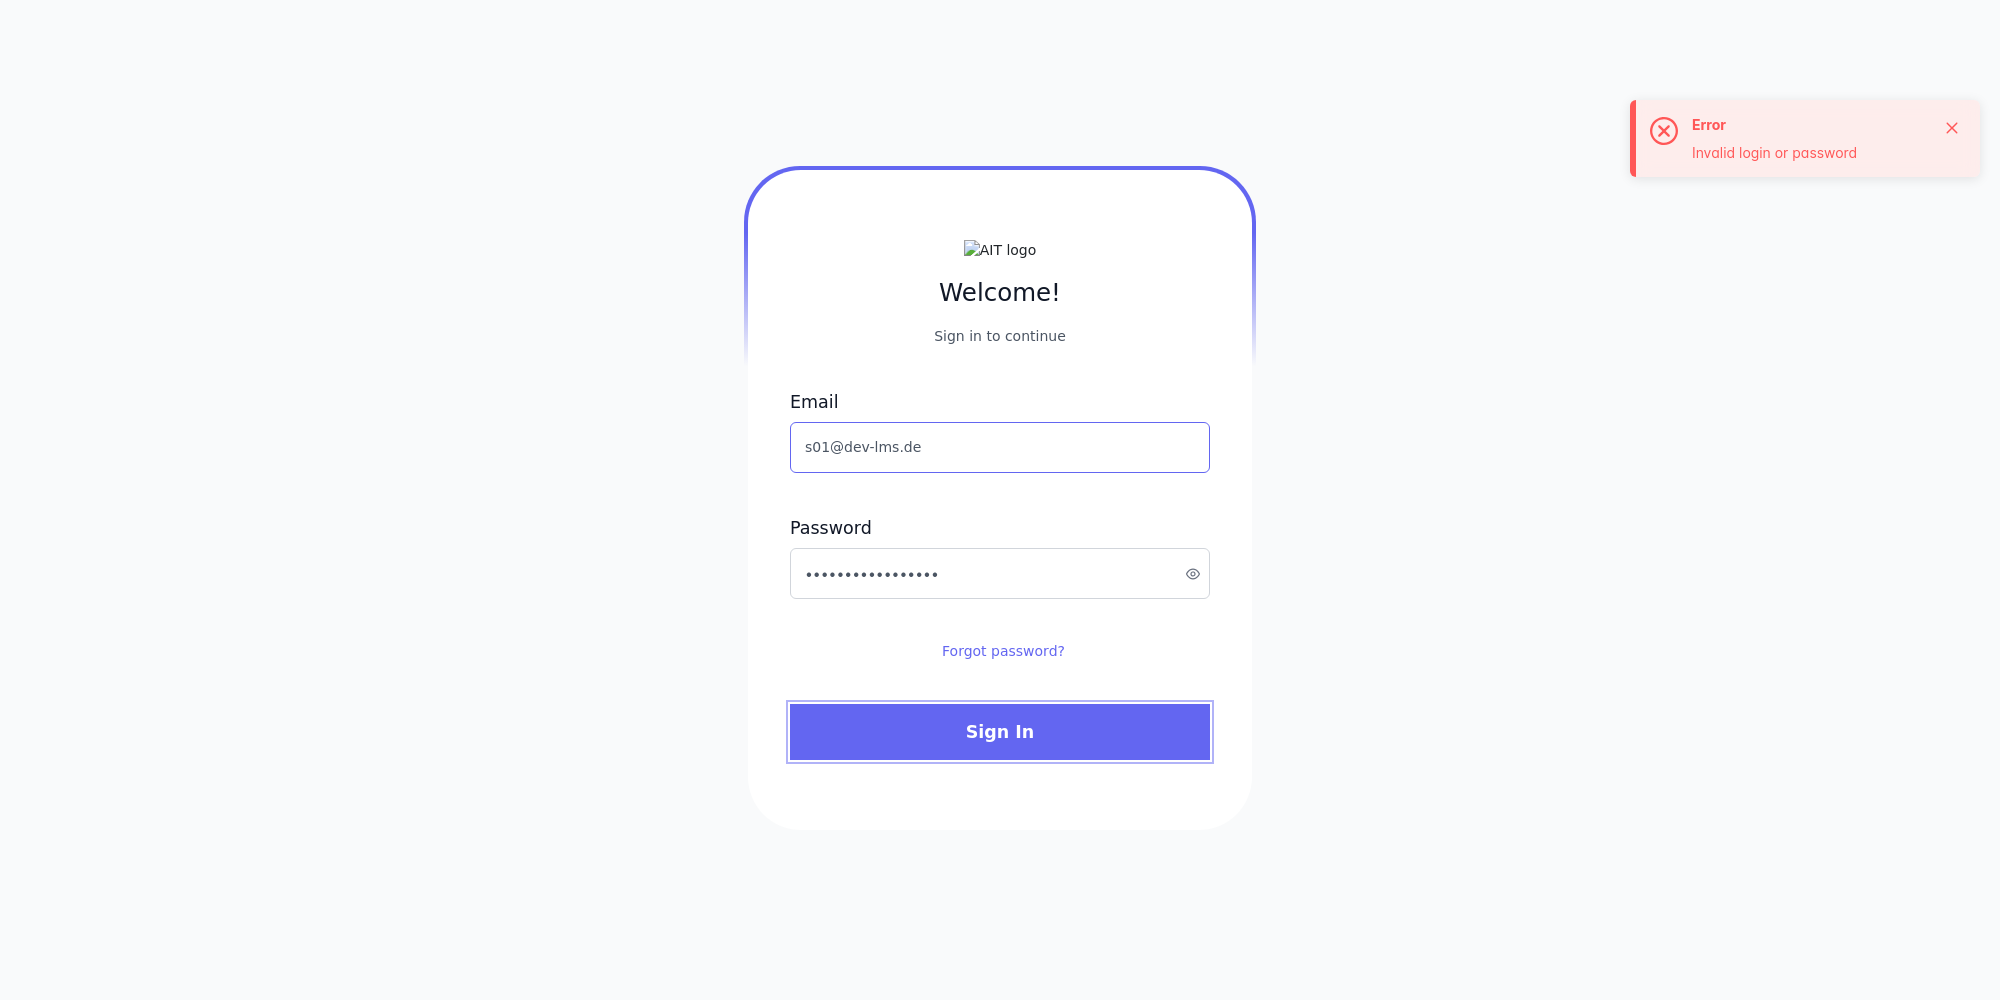 Error
Invalid login or password
AIT logo
Welcome!
Sign in to continue
Email
s01@dev-lms.de
Password
•••••••••••••••••
Forgot password?
Sign In